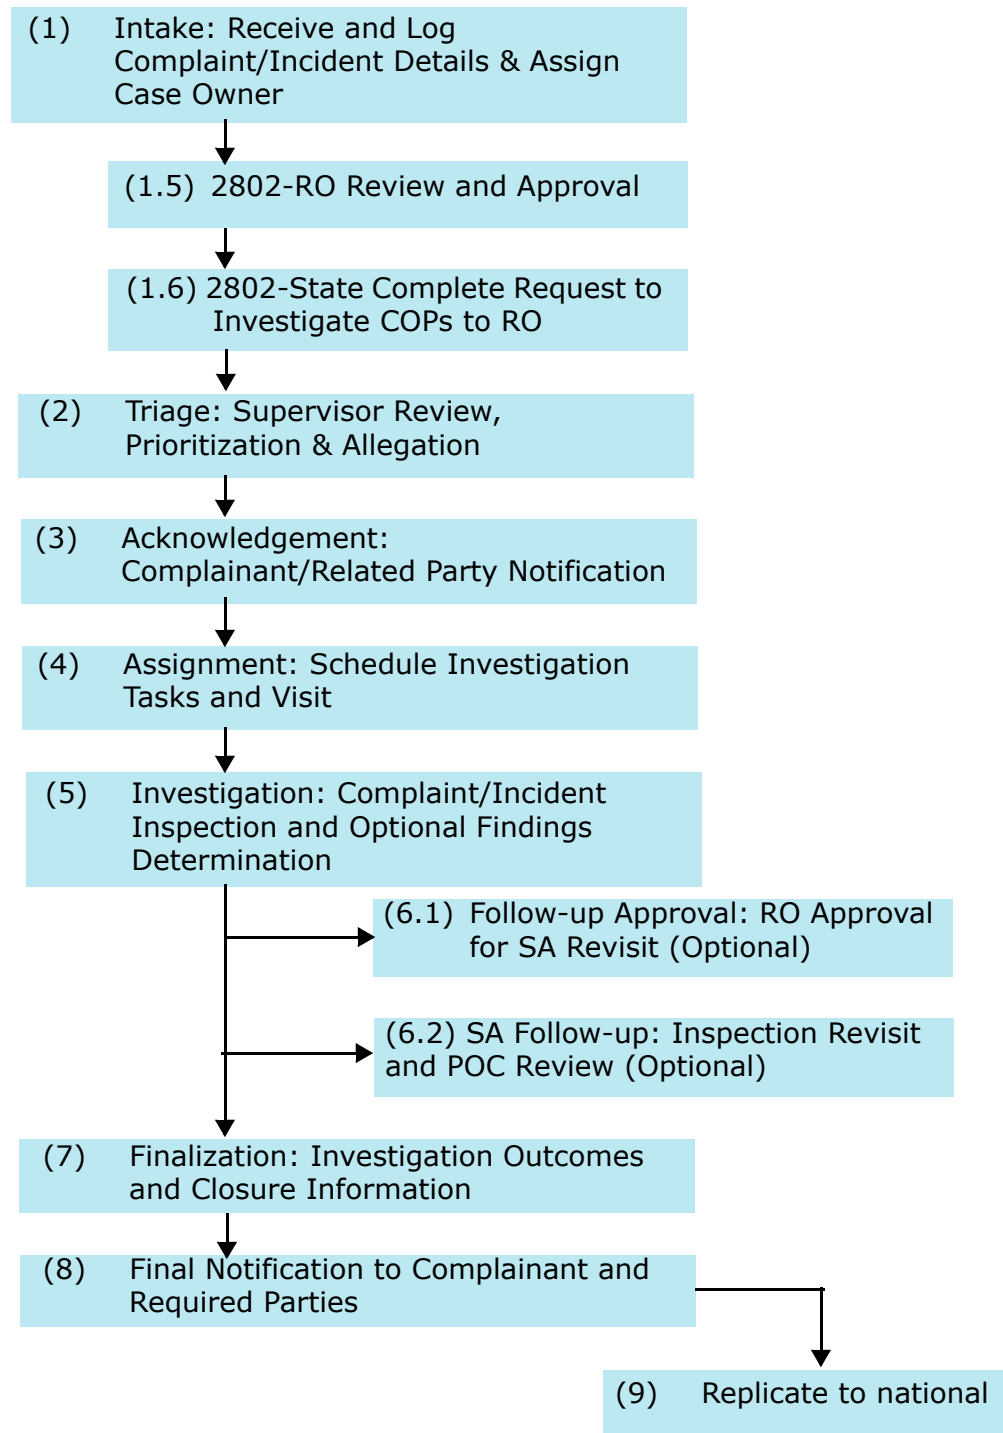 (1) Intake: Receive and Log
Complaint/Incident Details & Assign
Case Owner
(1.5) 2802-RO Review and Approval
(1.6) 2802-State Complete Request to
Investigate COPs to RO
(2) Triage: Supervisor Review,
Prioritization & Allegation
(3) Acknowledgement:
Complainant/Related Party Notification
(4) Assignment: Schedule Investigation
Tasks and Visit
(5) Investigation: Complaint/Incident
Inspection and Optional Findings
Determination
(6.1) Follow-up Approval: RO Approval
for SA Revisit (Optional)
(6.2) SA Follow-up: Inspection Revisit
and POC Review (Optional)
(7) Finalization: Investigation Outcomes
and Closure Information
(8) Final Notification to Complainant and
Required Parties
(9) Replicate to national